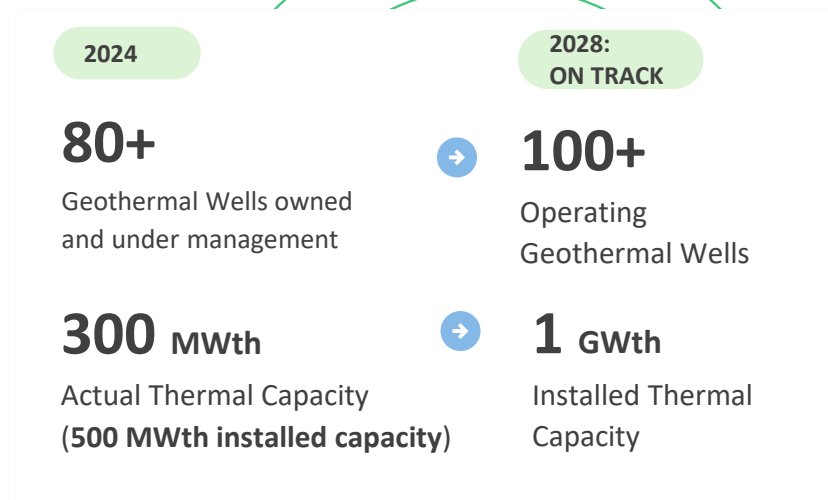 2024
2028:
ON TRACK
80+
100+
Geothermal Wells owned
and under management
Operating
Geothermal Wells
300 MWth
1 GWth
Actual Thermal Capacity
(500 MWth installed capacity)
Installed Thermal
Capacity